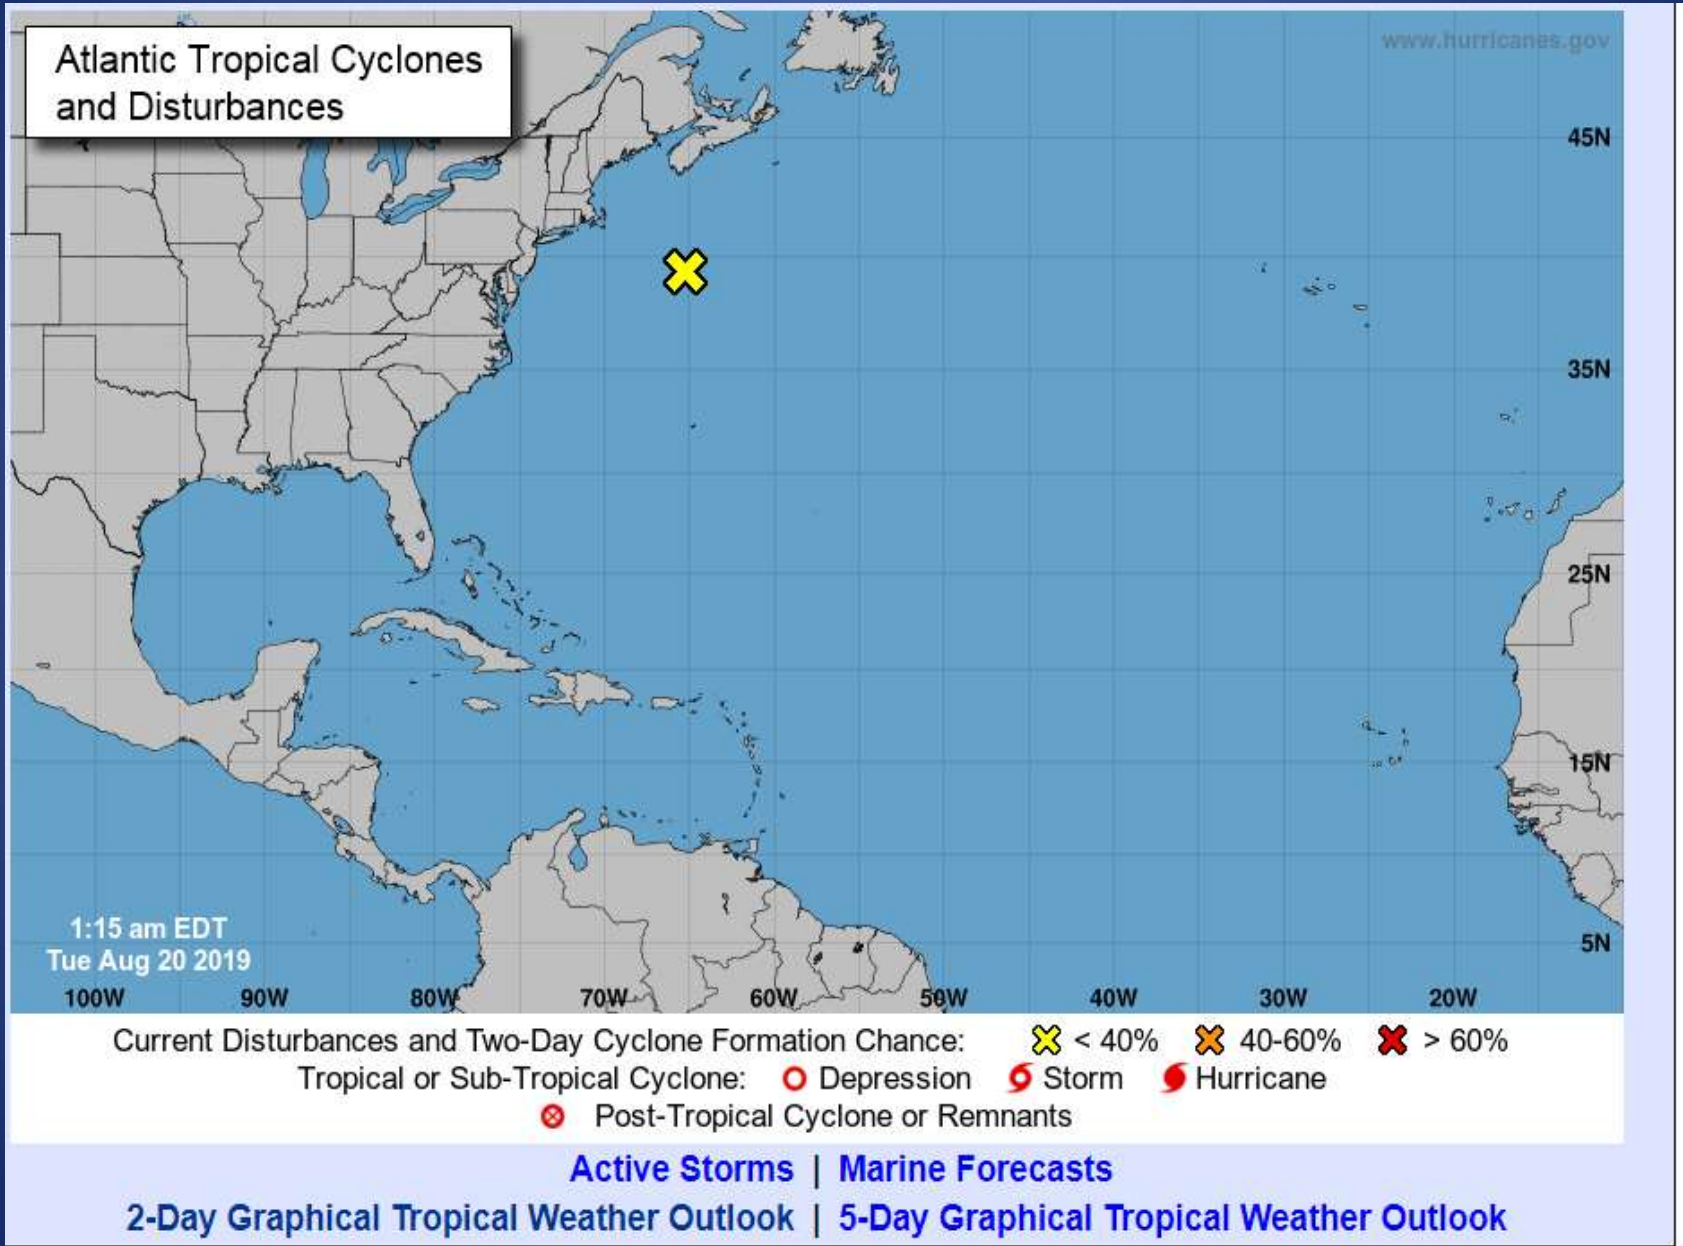 Atlantic Tropical Cyclones
and Disturbances
www.hurricanes.gov
45N
35N
25N
15N
5N
1:15 am EDT
Tue Aug 20 2019
100W 90W 80W 70W 60W 50W 40W 30W 20W
Current Disturbances and Two-Day Cyclone Formation Chance: < 40% 40-60% > 60%
Tropical or Sub-Tropical Cyclone: Depression Storm Hurricane
Post-Tropical Cyclone or Remnants
Active Storms | Marine Forecasts
2-Day Graphical Tropical Weather Outlook | 5-Day Graphical Tropical Weather Outlook